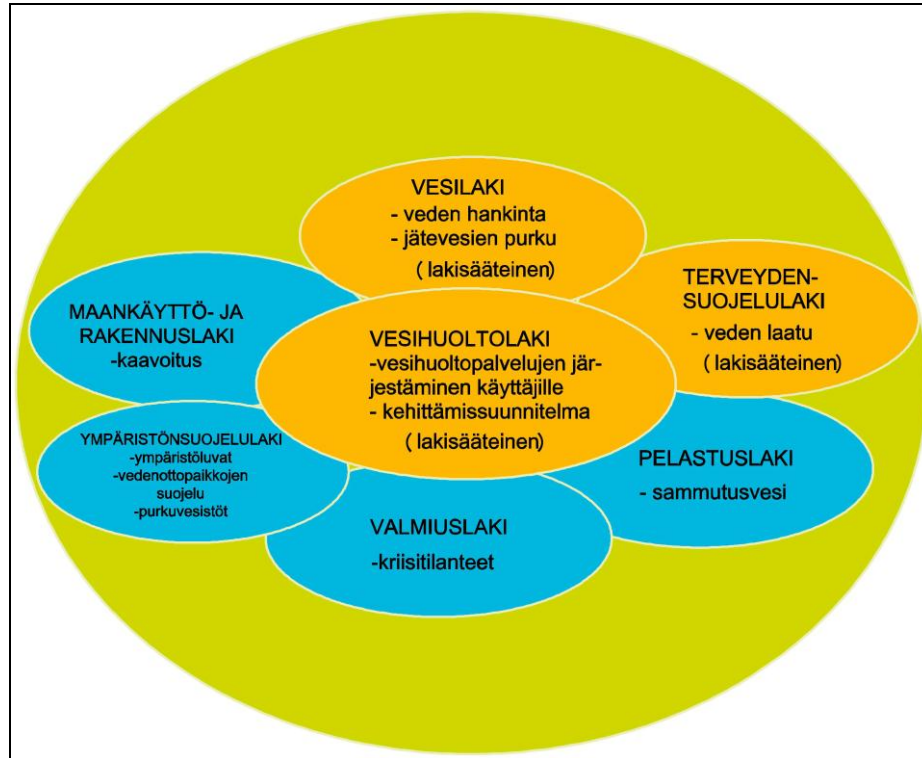 VESILAKI
- veden hankinta
- jätevesien purku
( lakisääteinen)
TERVEYDEN-
SUOJELULAKI
- veden laatu
( lakisääteinen)
MAANKÄYTTÖ- JA
RAKENNUSLAKI
-kaavoitus
VESIHUOLTOLAKI
-vesihuoltopalvelujen jär-
jestäminen käyttäjille
- kehittämissuunnitelma
( lakisääteinen)
YMPÄRISTÖNSUOJELULAKI
-ympäristöluvat
-vedenottopaikkojen
suojelu
-purkuvesistöt
PELASTUSLAKI
- sammutusvesi
VALMIUSLAKI
-kriisitilanteet